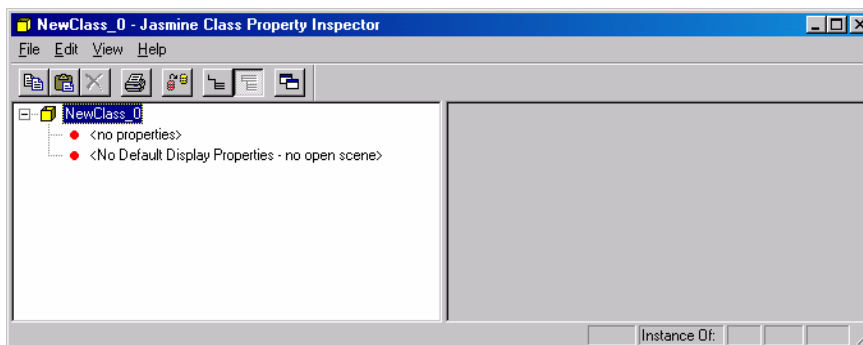 NewClass_0 - Jasmine Class Property Inspector
File Edit View Help
NewClass_0
<no properties>
<No Default Display Properties - no open scene>
Instance Of: